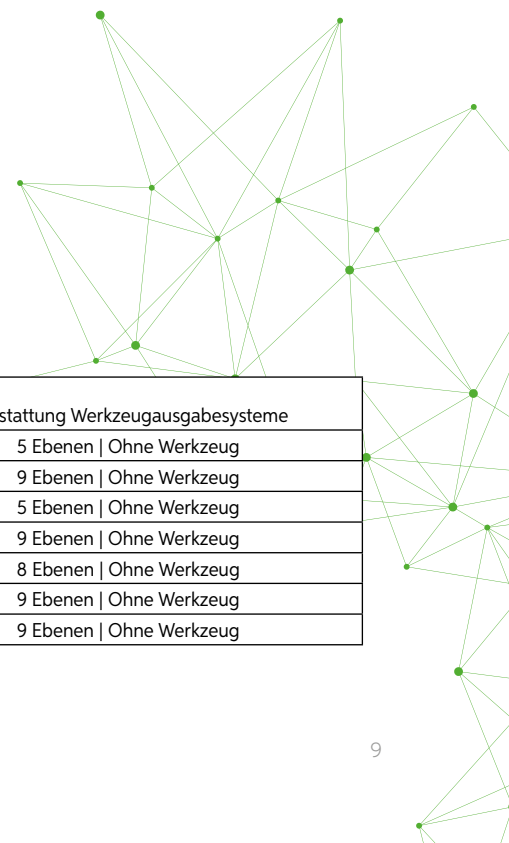 stattung Werkzeugausgabesysteme
5 Ebenen | Ohne Werkzeug
9 Ebenen | Ohne Werkzeug
5 Ebenen | Ohne Werkzeug
9 Ebenen | Ohne Werkzeug
8 Ebenen | Ohne Werkzeug
9 Ebenen | Ohne Werkzeug
9 Ebenen | Ohne Werkzeug
9